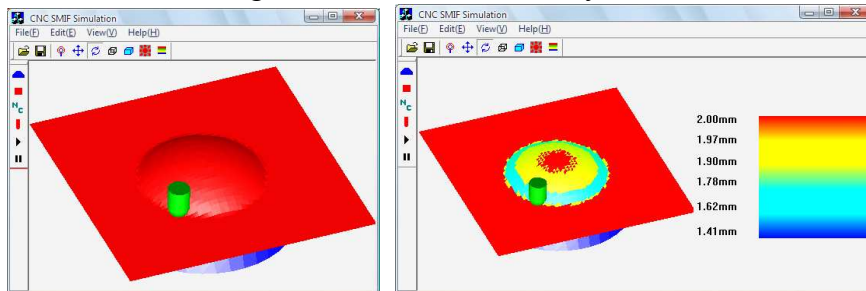 CNC SMIF Simulation
File(F) Edit(E) View(V) Help(H)
N C
CNC SMIF Simulation
File(F) Edit(E) View(V) Help(H)
N C
2.00mm
1.97mm
1.90mm
1.78mm
1.62mm
1.41mm